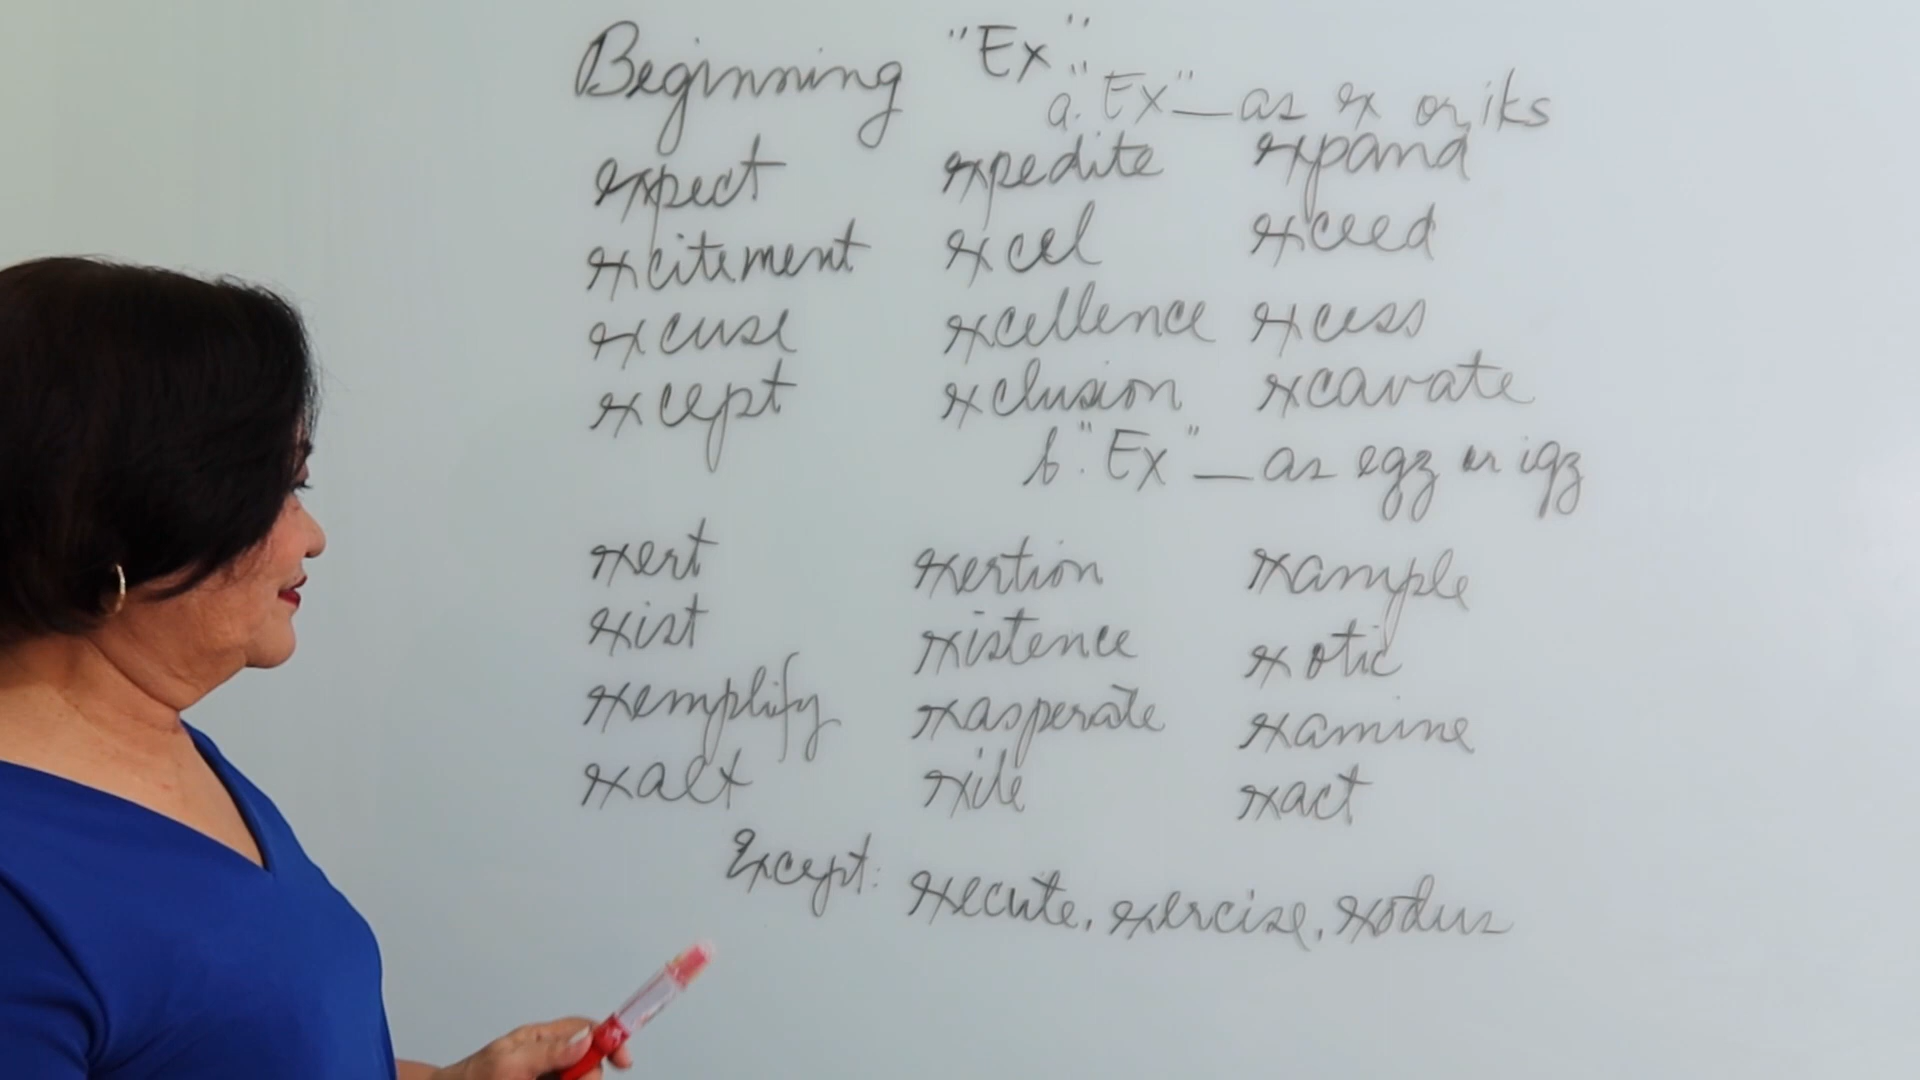 Beginning "Ex"
a. "Ex" — as ex or iks
expect expedite expand
excitement excel exceed
excuse excellence excess
except exclusion excavate
b. "Ex" — as egz or igz
exert exertion example
exist existence exotic
exemplify exasperate examine
exalt exile exact
Except: execute, exercise, exodus